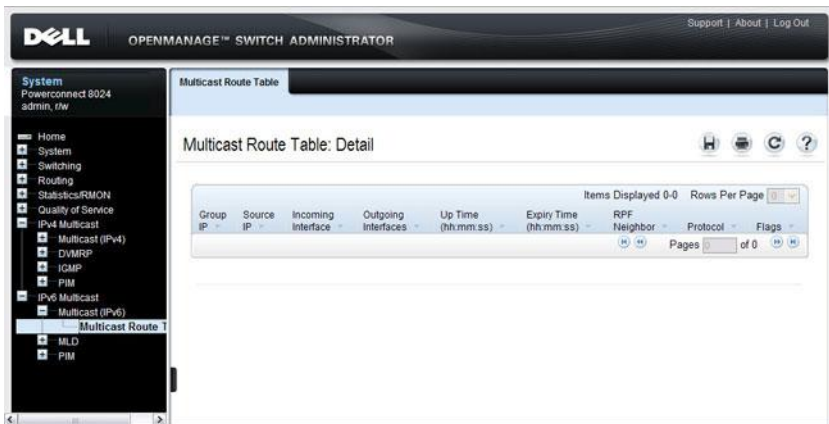 Support | About | Log Out
DELL OPENMANAGE™ SWITCH ADMINISTRATOR
System
Powerconnect 8024
admin, r/w
Multicast Route Table
Home
System
Switching
Routing
Statistics/RMON
Quality of Service
IPv4 Multicast
Multicast (IPv4)
DVMRP
IGMP
PIM
IPv6 Multicast
Multicast (IPv6)
Multicast Route T
MLD
PIM
Multicast Route Table: Detail
Items Displayed 0-0 Rows Per Page 0
Group IP
Source IP
Incoming Interface
Outgoing Interfaces
Up Time (hh:mm:ss)
Expiry Time (hh:mm:ss)
RPF Neighbor
Protocol
Flags
Pages 0 of 0